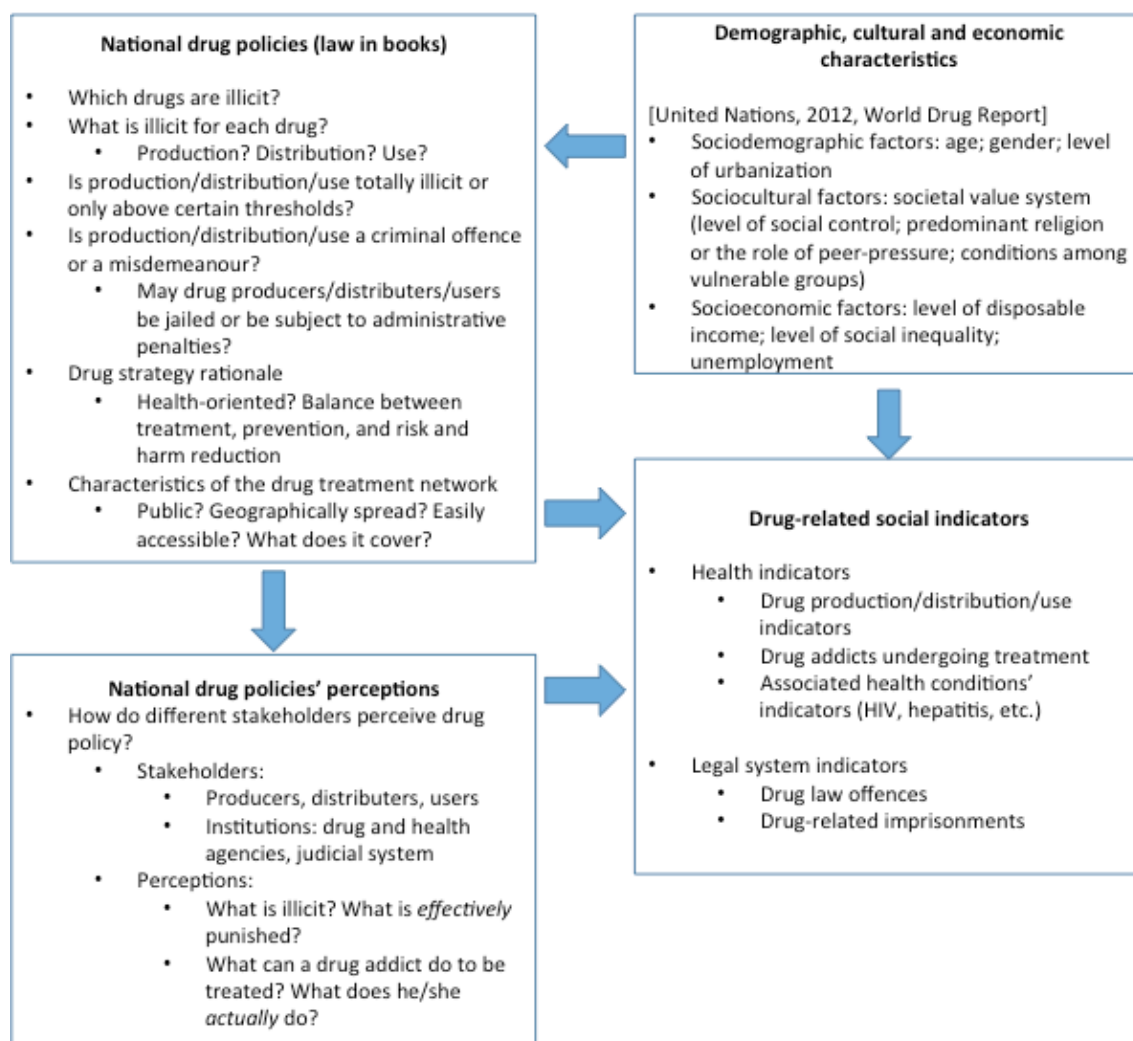 National drug policies (law in books)
• Which drugs are illicit?
• What is illicit for each drug?
• Production? Distribution? Use?
• Is production/distribution/use totally illicit or
only above certain thresholds?
• Is production/distribution/use a criminal offence
or a misdemeanour?
• May drug producers/distributers/users
be jailed or be subject to administrative
penalties?
• Drug strategy rationale
• Health-oriented? Balance between
treatment, prevention, and risk and
harm reduction
• Characteristics of the drug treatment network
• Public? Geographically spread? Easily
accessible? What does it cover?
Demographic, cultural and economic
characteristics
[United Nations, 2012, World Drug Report]
• Sociodemographic factors: age; gender; level
of urbanization
• Sociocultural factors: societal value system
(level of social control; predominant religion
or the role of peer-pressure; conditions among
vulnerable groups)
• Socioeconomic factors: level of disposable
income; level of social inequality;
unemployment
National drug policies’ perceptions
• How do different stakeholders perceive drug
policy?
• Stakeholders:
• Producers, distributers, users
• Institutions: drug and health
agencies, judicial system
• Perceptions:
• What is illicit? What is effectively
punished?
• What can a drug addict do to be
treated? What does he/she
actually do?
Drug-related social indicators
• Health indicators
• Drug production/distribution/use
indicators
• Drug addicts undergoing treatment
• Associated health conditions’
indicators (HIV, hepatitis, etc.)
• Legal system indicators
• Drug law offences
• Drug-related imprisonments